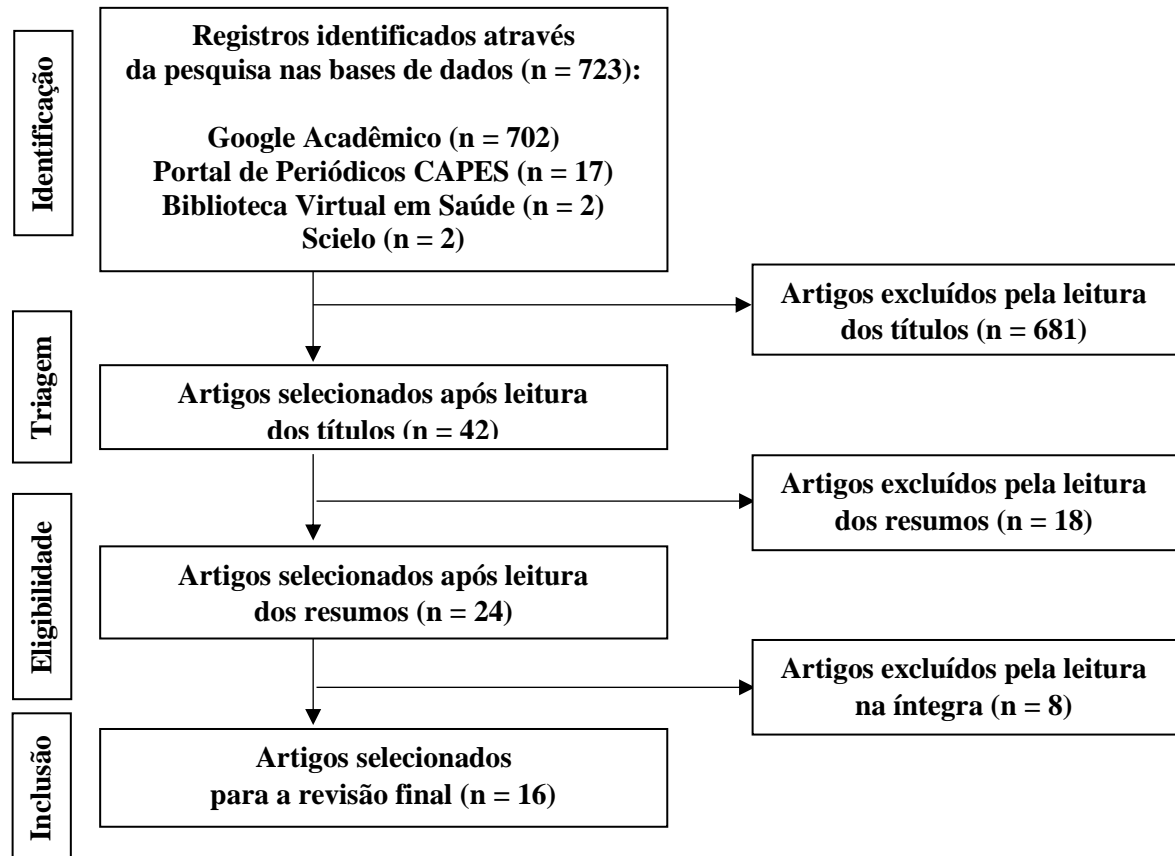 Identificação
Registros identificados através
da pesquisa nas bases de dados (n = 723):
Google Acadêmico (n = 702)
Portal de Periódicos CAPES (n = 17)
Biblioteca Virtual em Saúde (n = 2)
Scielo (n = 2)
Artigos excluídos pela leitura
dos títulos (n = 681)
Triagem
Artigos selecionados após leitura
dos títulos (n = 42)
Artigos excluídos pela leitura
dos resumos (n = 18)
Eligibilidade
Artigos selecionados após leitura
dos resumos (n = 24)
Artigos excluídos pela leitura
na íntegra (n = 8)
Inclusão
Artigos selecionados
para a revisão final (n = 16)